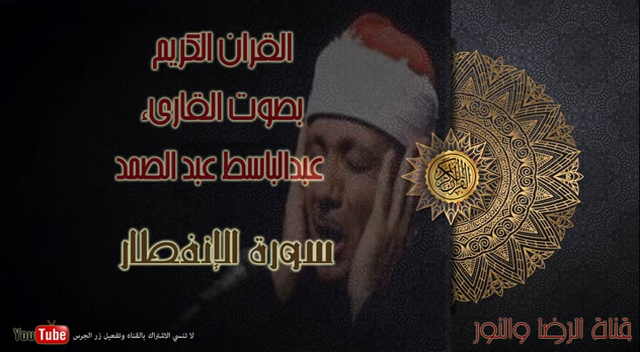 القران الكريم
بصوت القارىء
عبدالباسط عبد الصمد
سورة الإنفطار
قناة الرضا والنور
YouTube
لا تنسي الاشتراك بالقناه وتفعيل زر الجرس